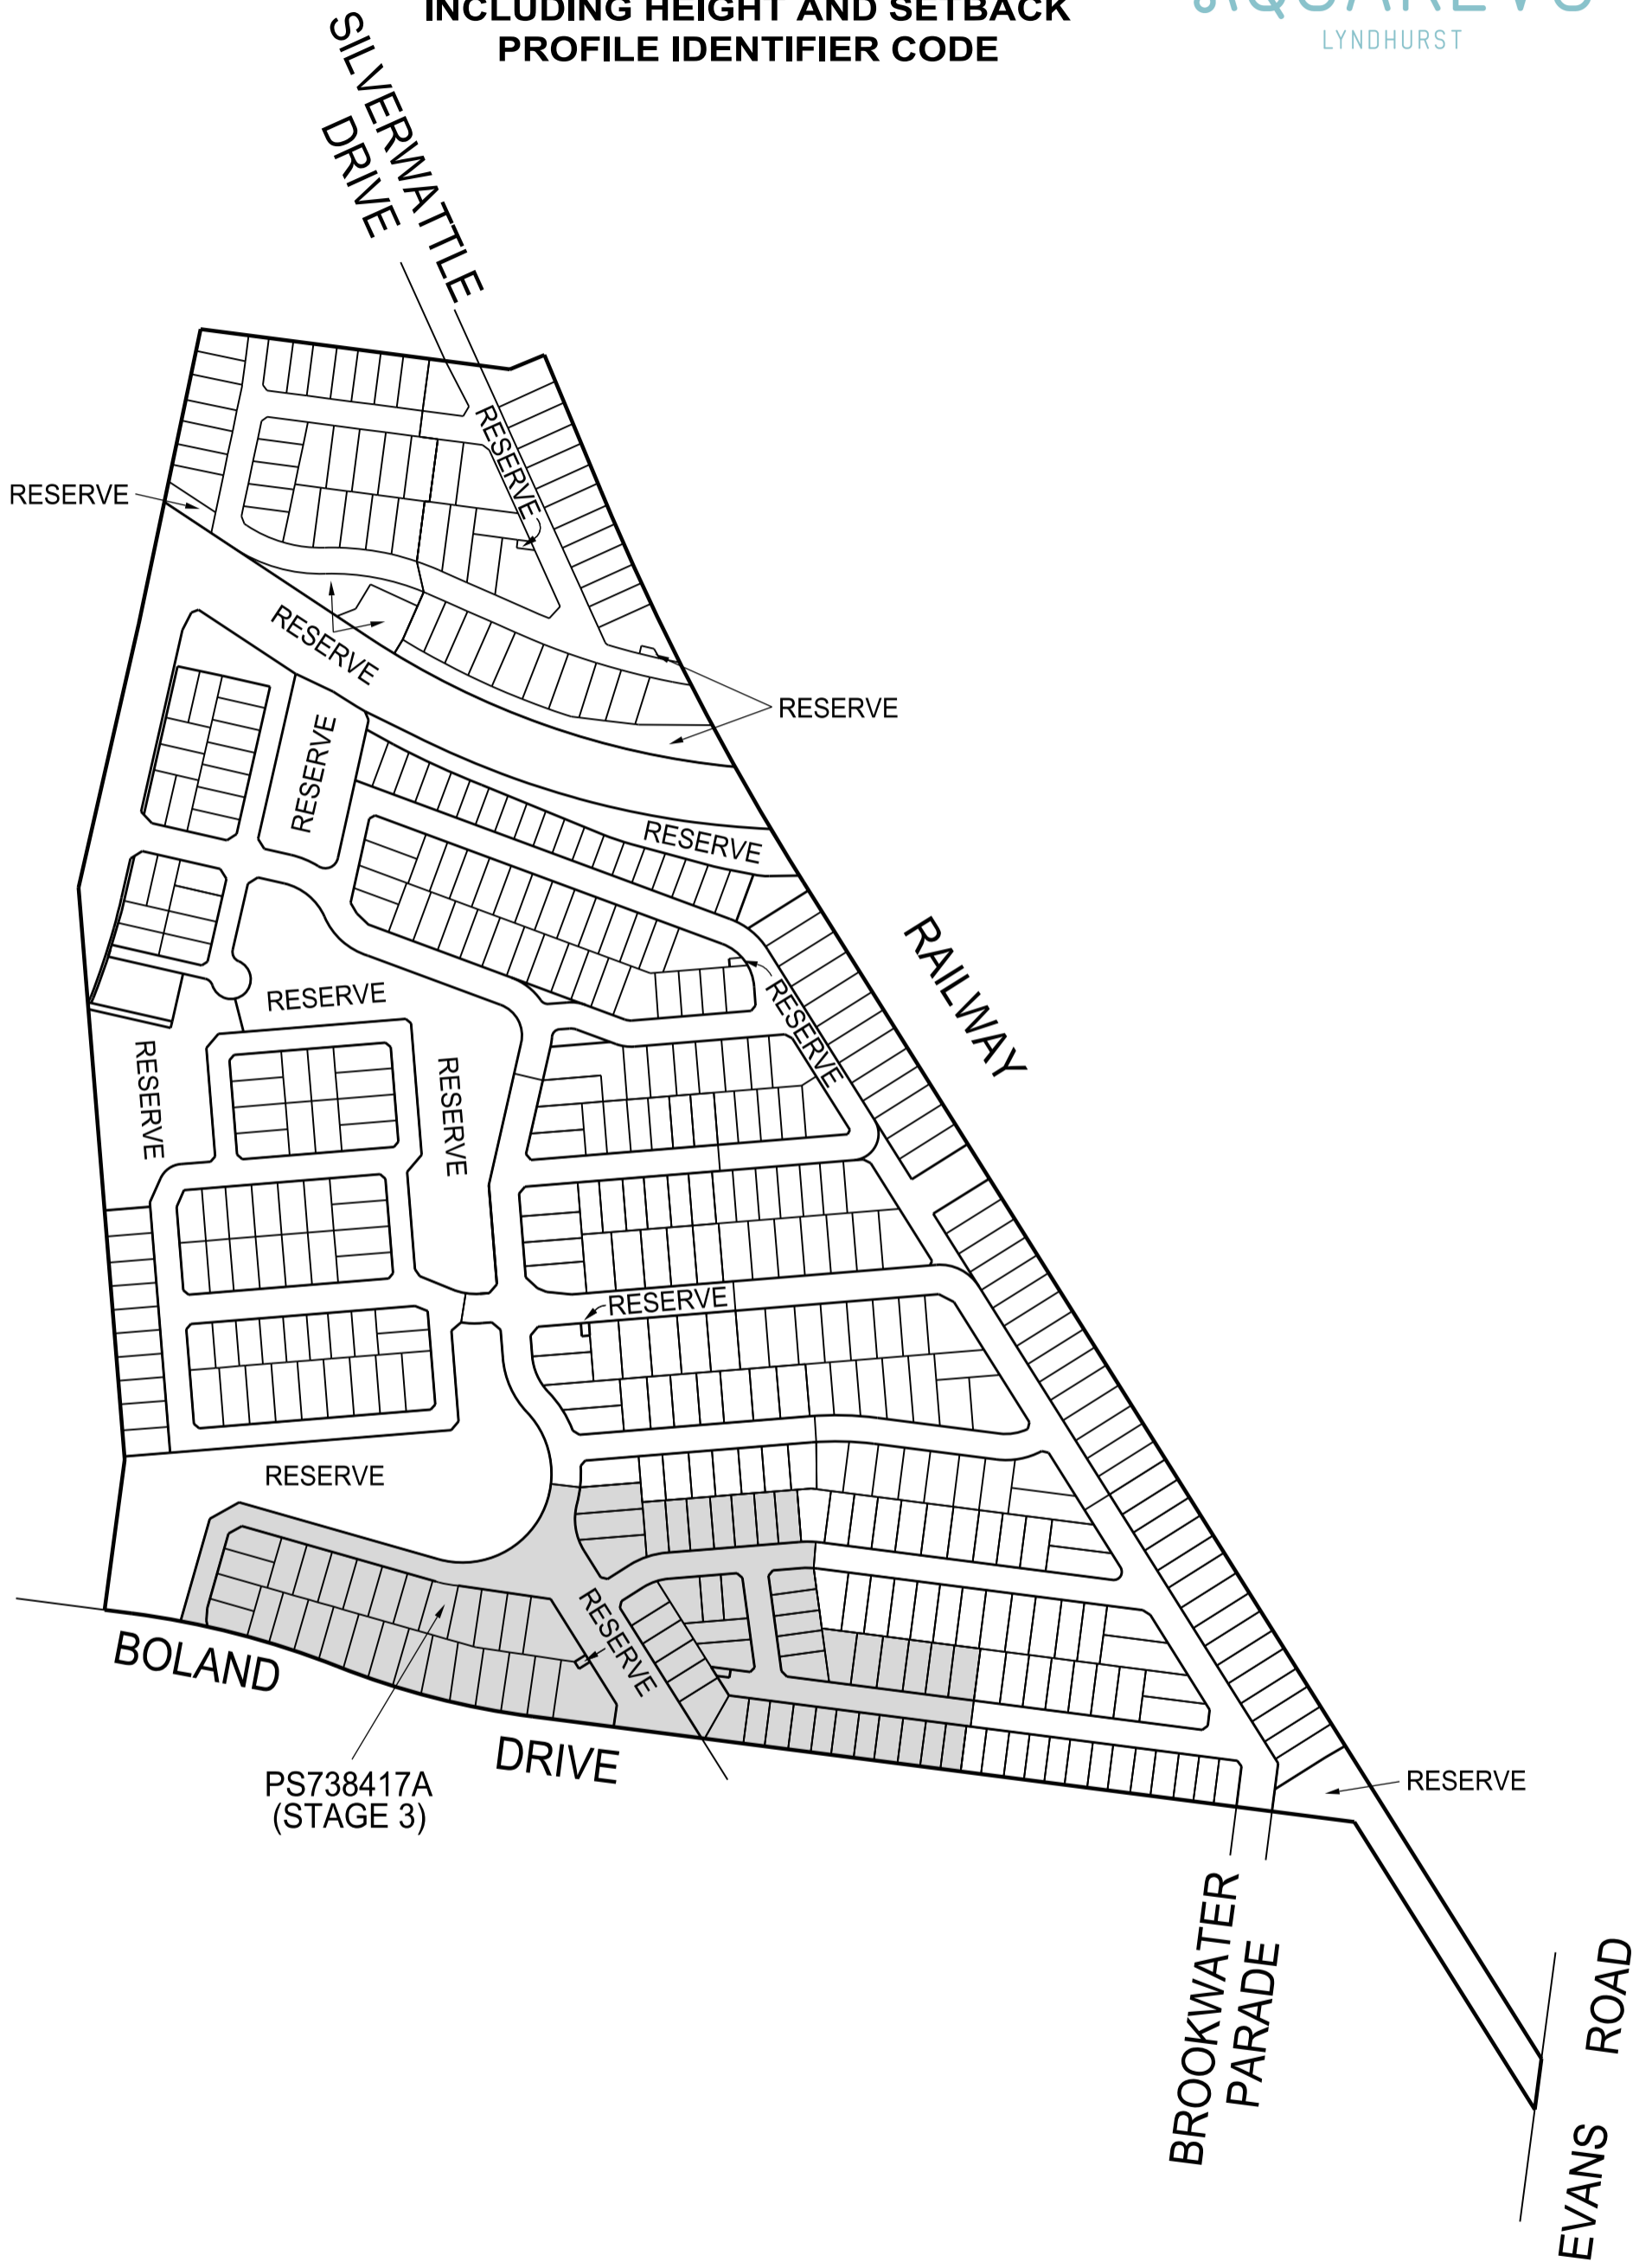 INCLUDING HEIGHT AND SETBACK
PROFILE IDENTIFIER CODE
AQUAREVO
LYNDHURST
SILVERWATTLE
DRIVE
RESERVE
RESERVE
RESERVE
RESERVE
RESERVE
RESERVE
RAILWAY
RESERVE
RESERVE
RESERVE
RESERVE
RESERVE
RESERVE
RESERVE
BOLAND
DRIVE
PS738417A
(STAGE 3)
RESERVE
BROOKWATER
PARADE
EVANS ROAD